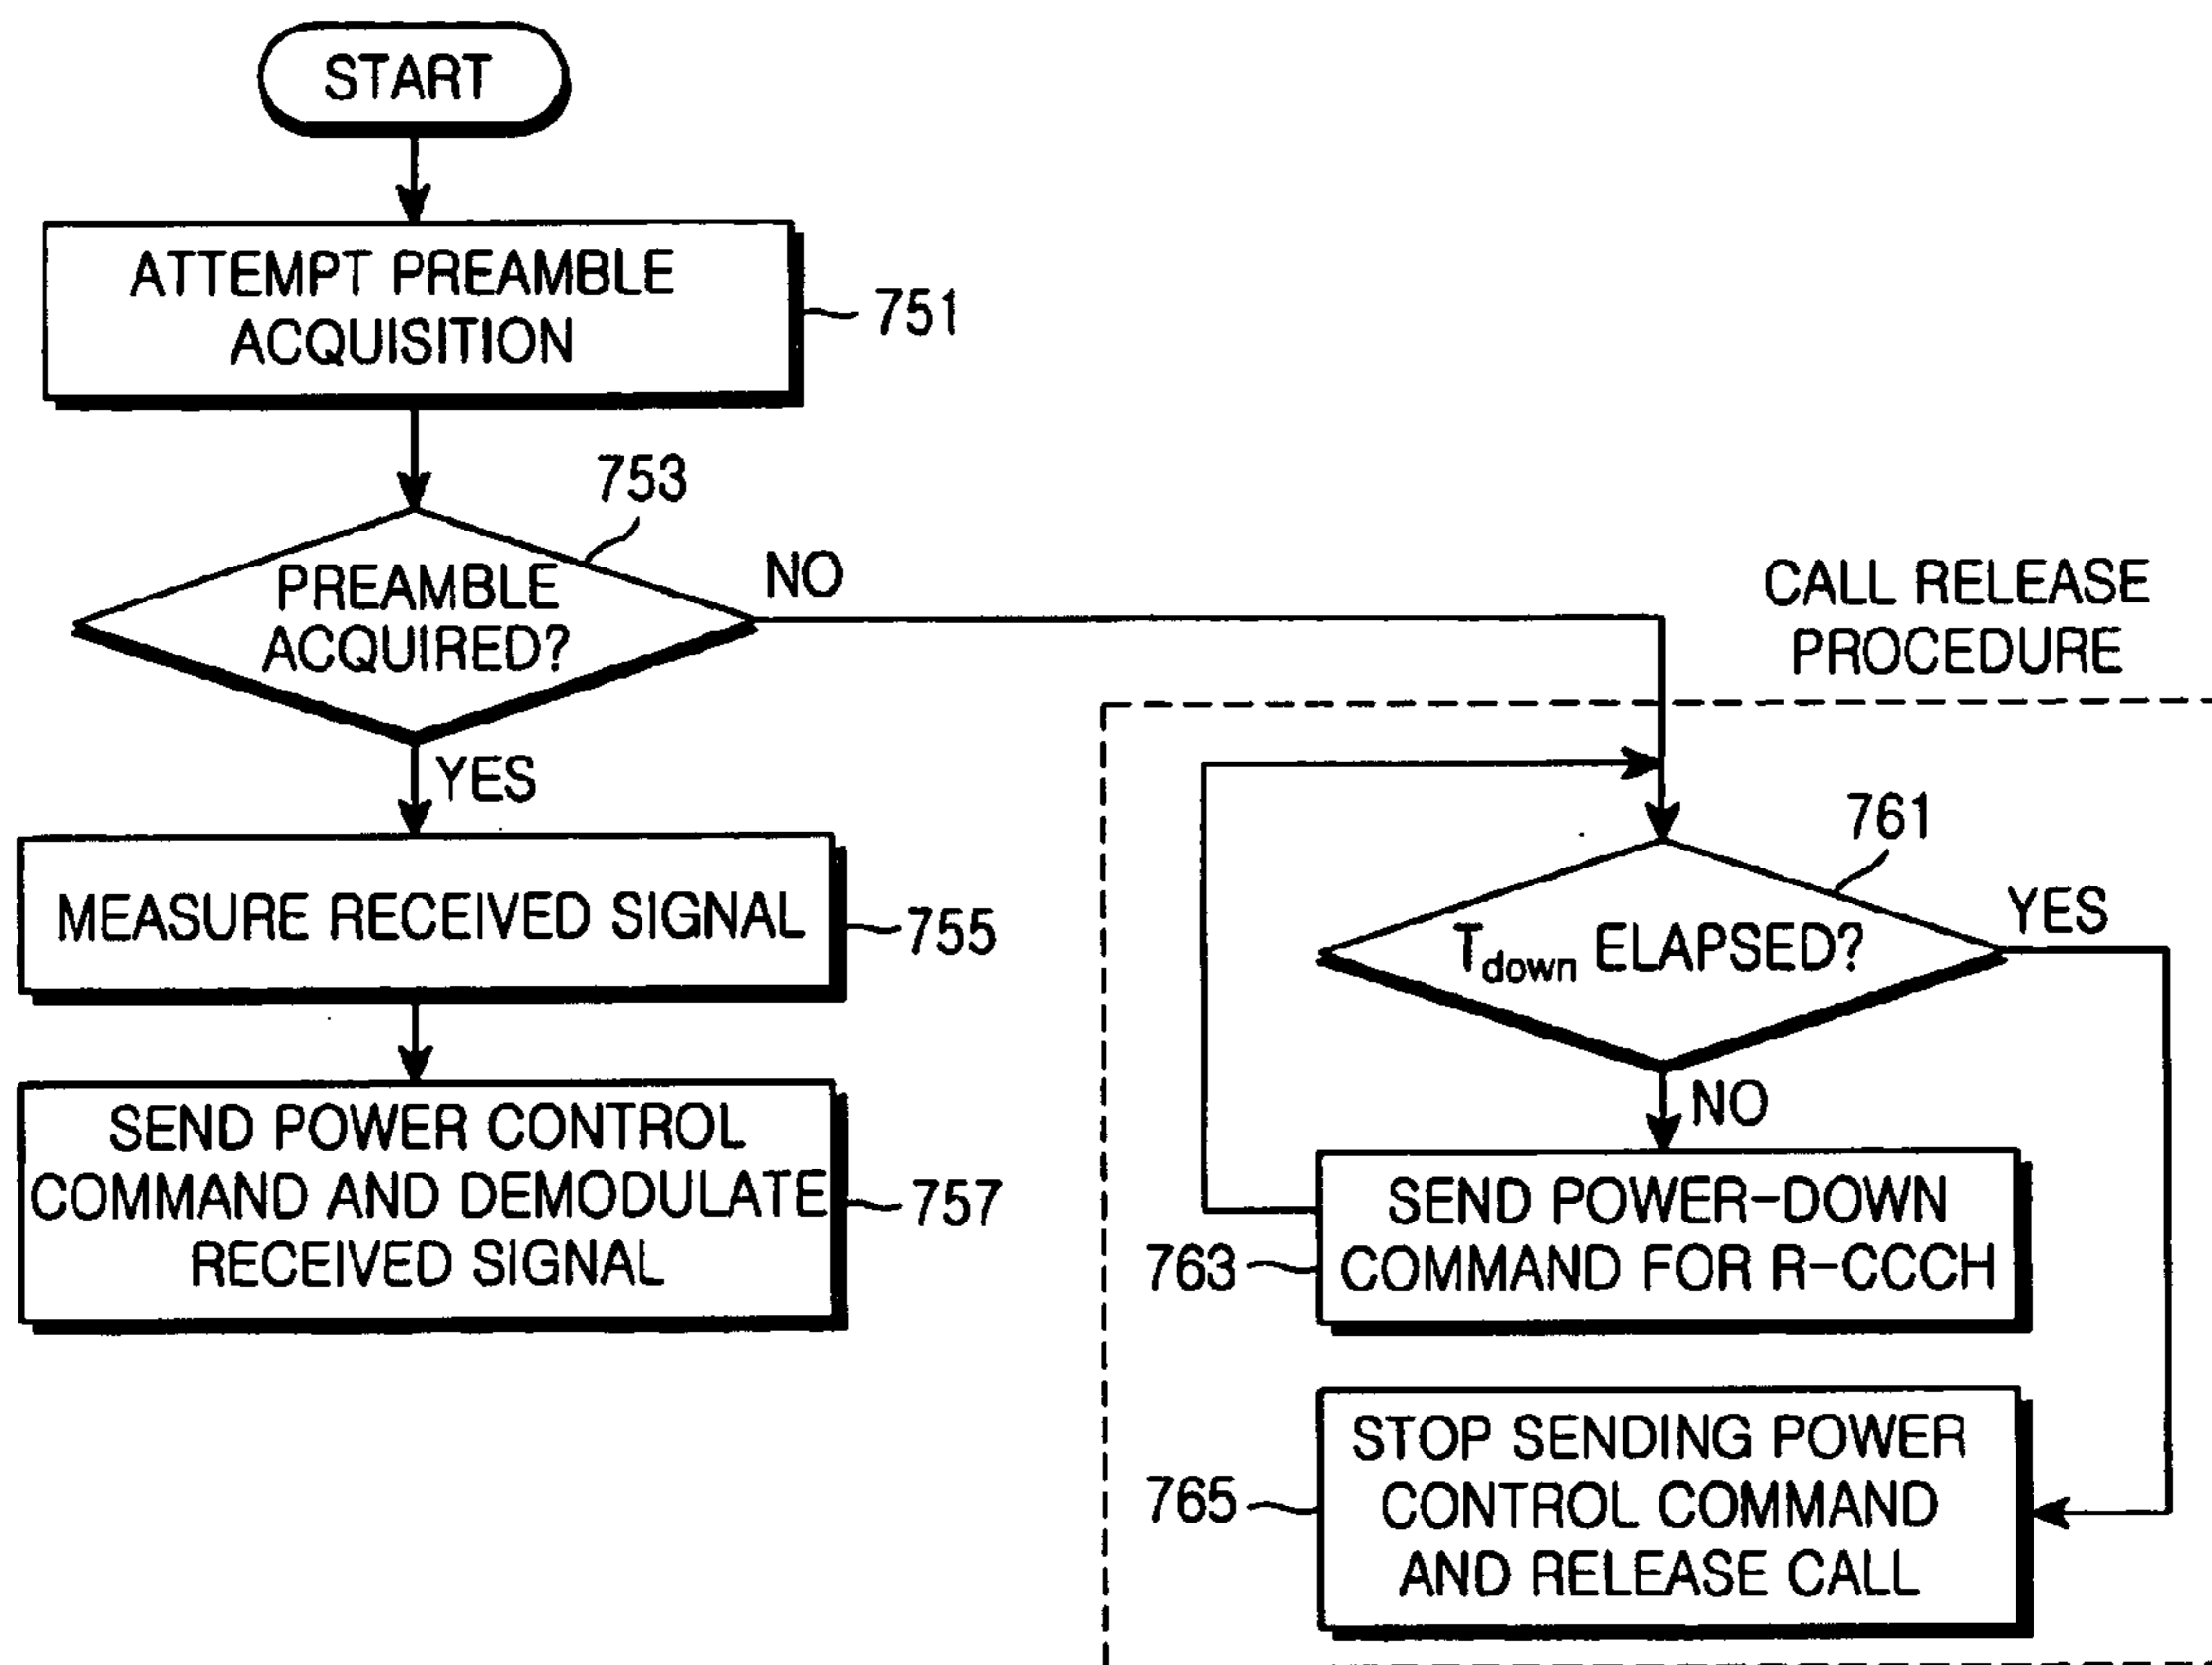 START
ATTEMPT PREAMBLE
ACQUISITION
751
753
PREAMBLE
ACQUIRED?
NO
YES
MEASURE RECEIVED SIGNAL
755
SEND POWER CONTROL
COMMAND AND DEMODULATE
RECEIVED SIGNAL
757
CALL RELEASE
PROCEDURE
761
Tdown ELAPSED?
YES
NO
SEND POWER-DOWN
COMMAND FOR R-CCCH
763
STOP SENDING POWER
CONTROL COMMAND
AND RELEASE CALL
765